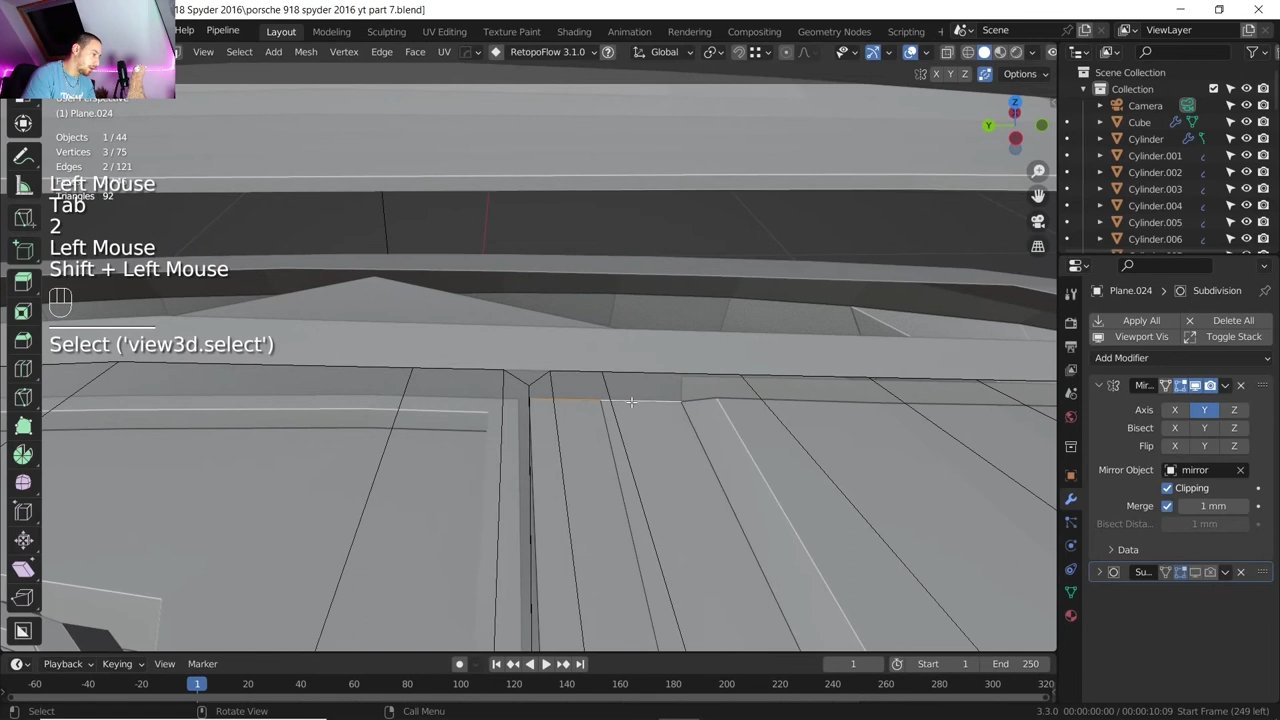 18 Spyder 2016\porsche 918 spyder 2016 yt part 7.blend]
Help Pipeline Layout Modeling Sculpting UV Editing Texture Paint Shading Animation Rendering Compositing Geometry Nodes Scripting Scene ViewLayer
View Select Add Mesh Vertex Edge Face UV RetopoFlow 3.1.0 Global
X Y Z Options
(1) Plane.024
Objects 1 / 44
Vertices 3 / 75
Edges 2 / 121
Triangles 92
Left Mouse
Tab
2
Left Mouse
Shift + Left Mouse
Select ('view3d.select')
Z
Y
Scene Collection
Collection
Camera
Cube
Cylinder
Cylinder.001
Cylinder.002
Cylinder.003
Cylinder.004
Cylinder.005
Cylinder.006
Plane.024 > Subdivision
Apply All Delete All
Viewport Vis Toggle Stack
Add Modifier
Mir...
Axis X Y Z
Bisect X Y Z
Flip X Y Z
Mirror Object mirror
Clipping
Merge 1 mm
Bisect Dista... 1 mm
Data
Su...
Playback Keying View Marker 1 Start 1 End 250
-60 -40 -20 1 20 40 60 80 100 120 140 160 180 200 220 240 260 280 300 320
Select Rotate View Call Menu 3.3.0 00:00:00:00 / 00:00:10:09 Start Frame (249 left)